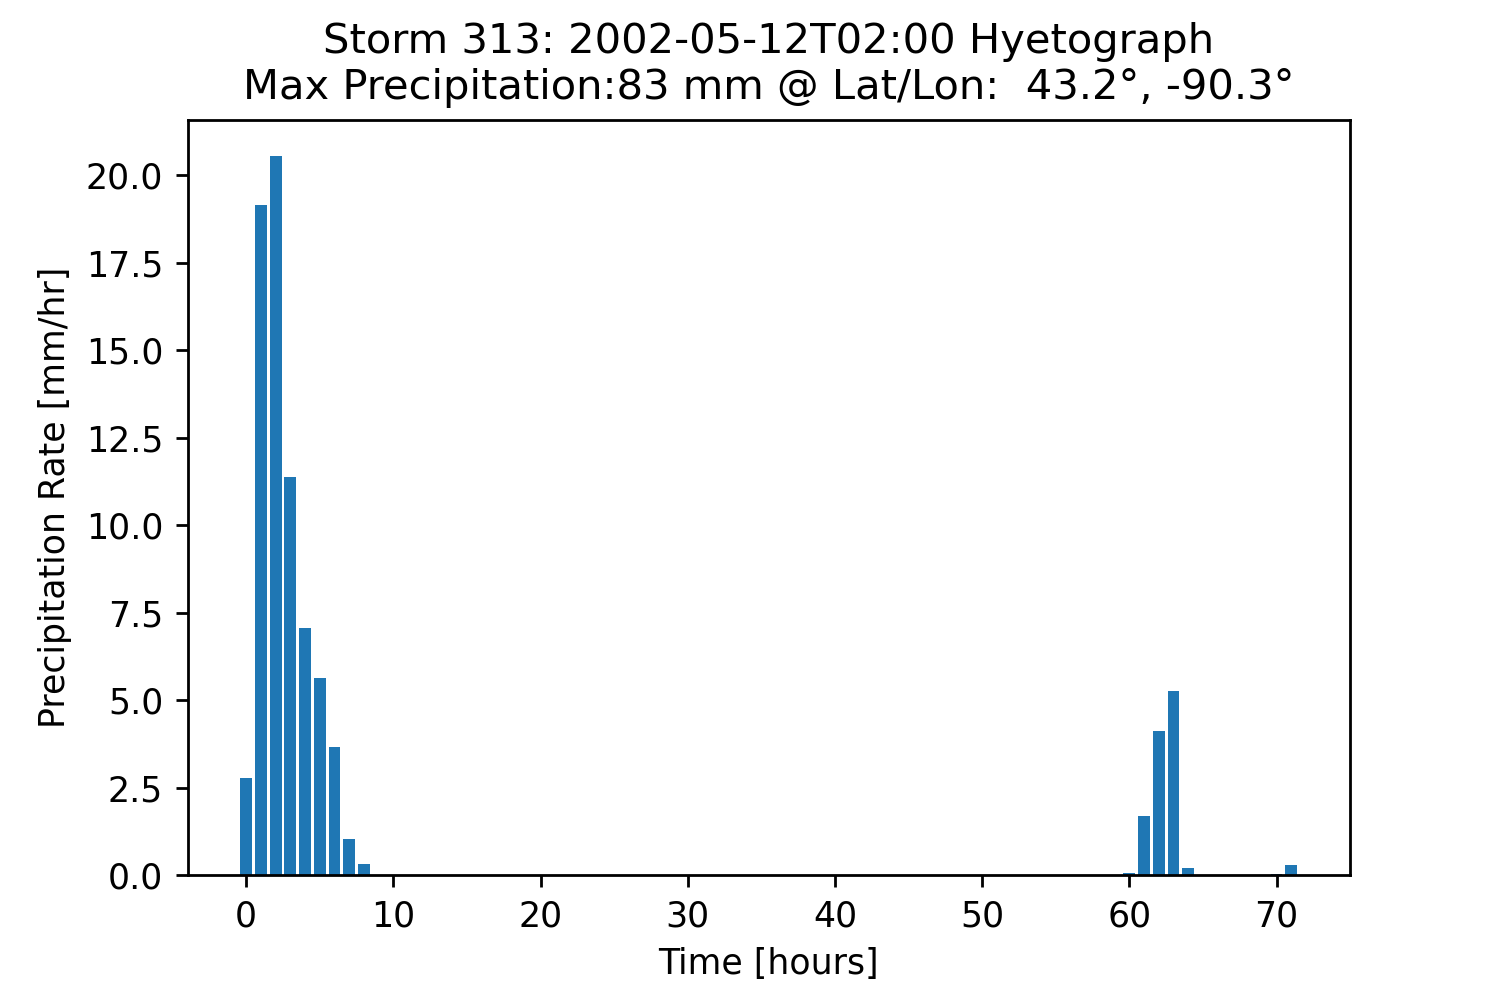 Storm 313: 2002-05-12T02:00 Hyetograph
Max Precipitation:83 mm @ Lat/Lon:  43.2°, -90.3°
Precipitation Rate [mm/hr]
20.0
17.5
15.0
12.5
10.0
7.5
5.0
2.5
0.0
0 10 20 30 40 50 60 70
Time [hours]